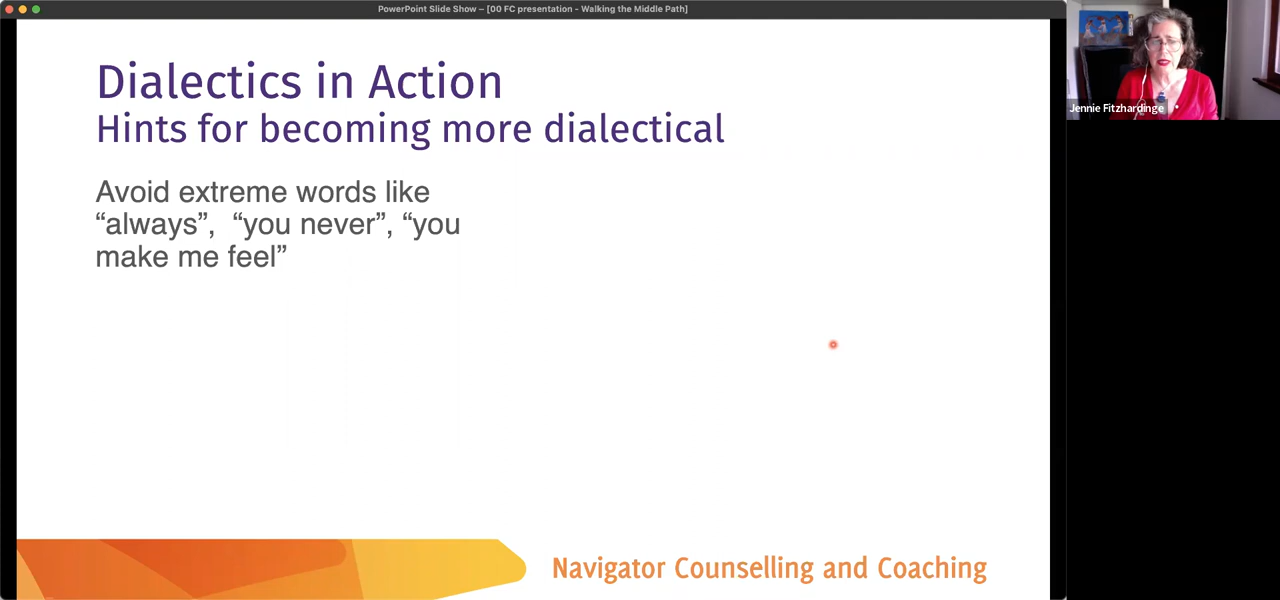 PowerPoint Slide Show – [00 FC presentation - Walking the Middle Path]
Dialectics in Action
Hints for becoming more dialectical
Avoid extreme words like
“always”,  “you never”, “you
make me feel”
Navigator Counselling and Coaching
Jennie Fitzhardinge